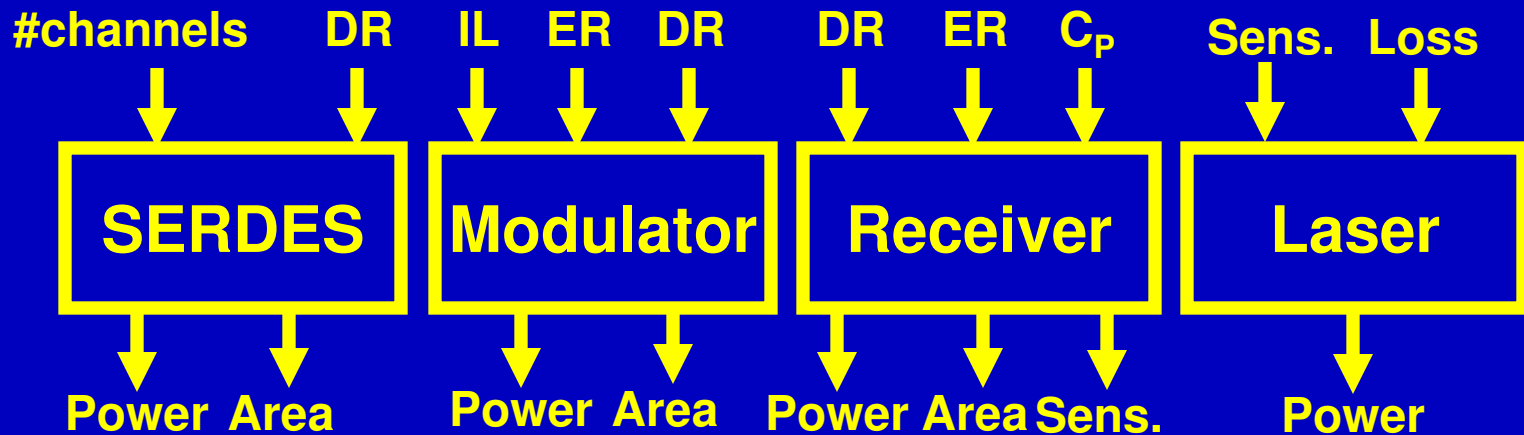 #channels DR IL ER DR DR ER CP Sens. Loss
SERDES Modulator Receiver Laser
Power Area Power Area Power Area Sens. Power